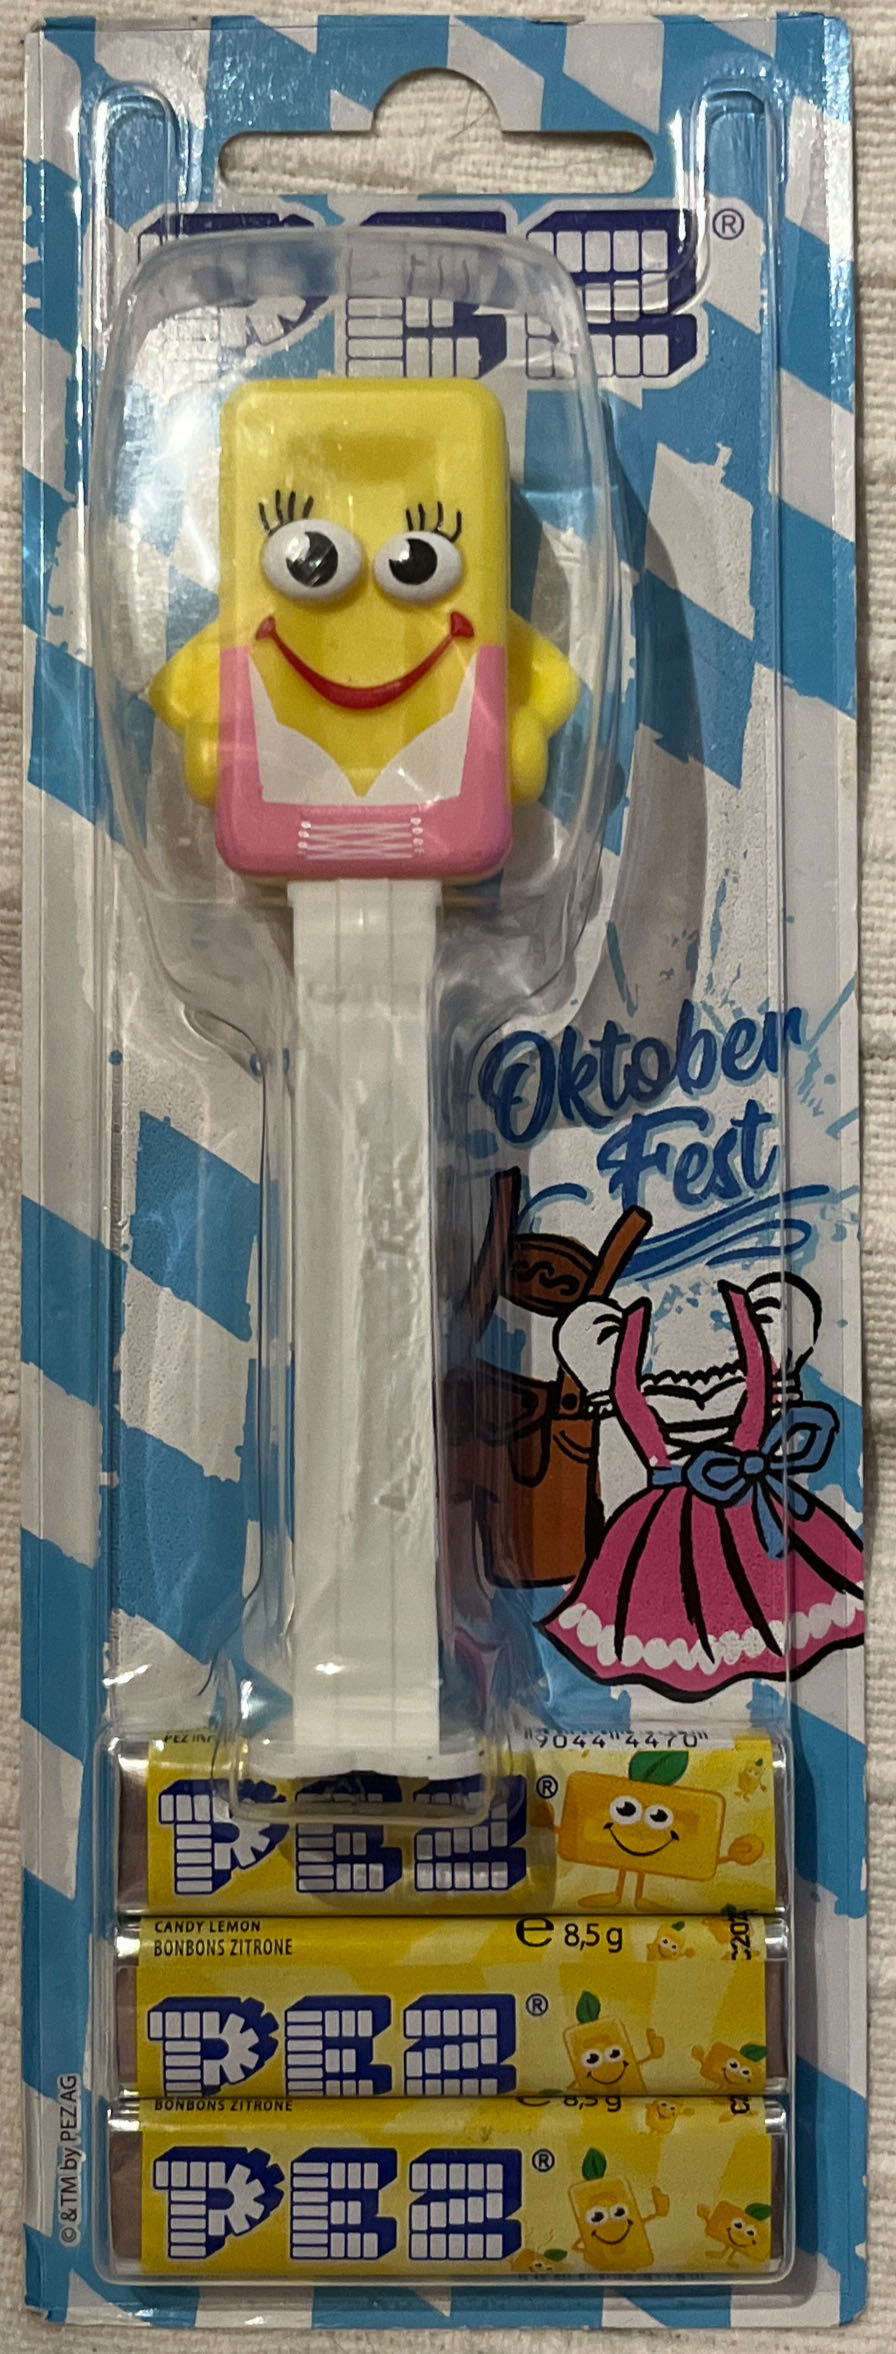 PEZ®
Oktober
Fest
9044 4470
PEZ®
CANDY LEMON
BONBONS ZITRONE
e 8,5 g
PEZ®
BONBONS ZITRONE
e 8,5 g
PEZ®
© & TM by PEZ AG